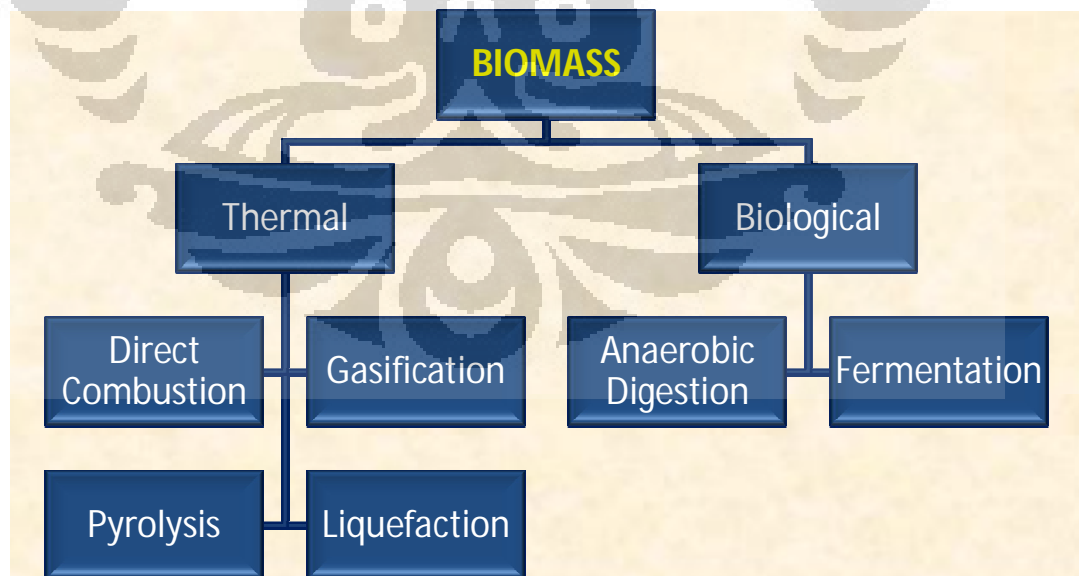 BIOMASS
Thermal
Biological
Direct
Combustion
Gasification
Anaerobic
Digestion
Fermentation
Pyrolysis
Liquefaction